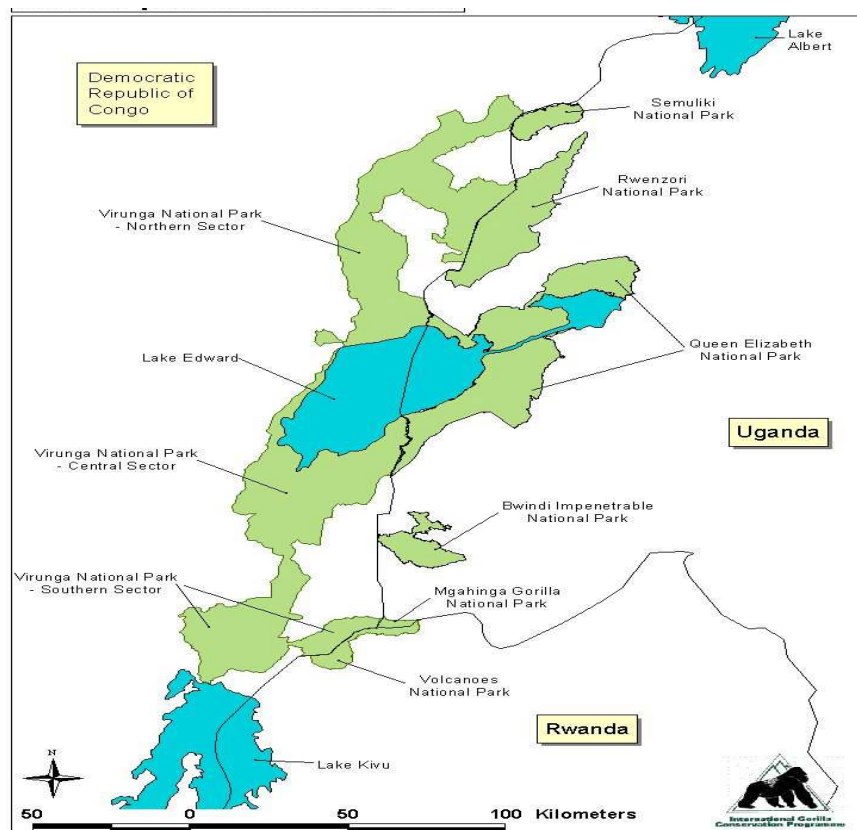 Lake
Albert
Democratic
Republic of
Congo
Semuliki
National Park
Rwenzori
National Park
Virunga National Park
- Northern Sector
Lake Edward
Queen Elizabeth
National Park
Uganda
Virunga National Park
- Central Sector
Bwindi Impenetrable
National Park
Virunga National Park
- Southern Sector
Mgahinga Gorilla
National Park
Volcanoes
National Park
Rwanda
N
Lake Kivu
50 0 50 100 Kilometers
International Gorilla
Conservation Programme